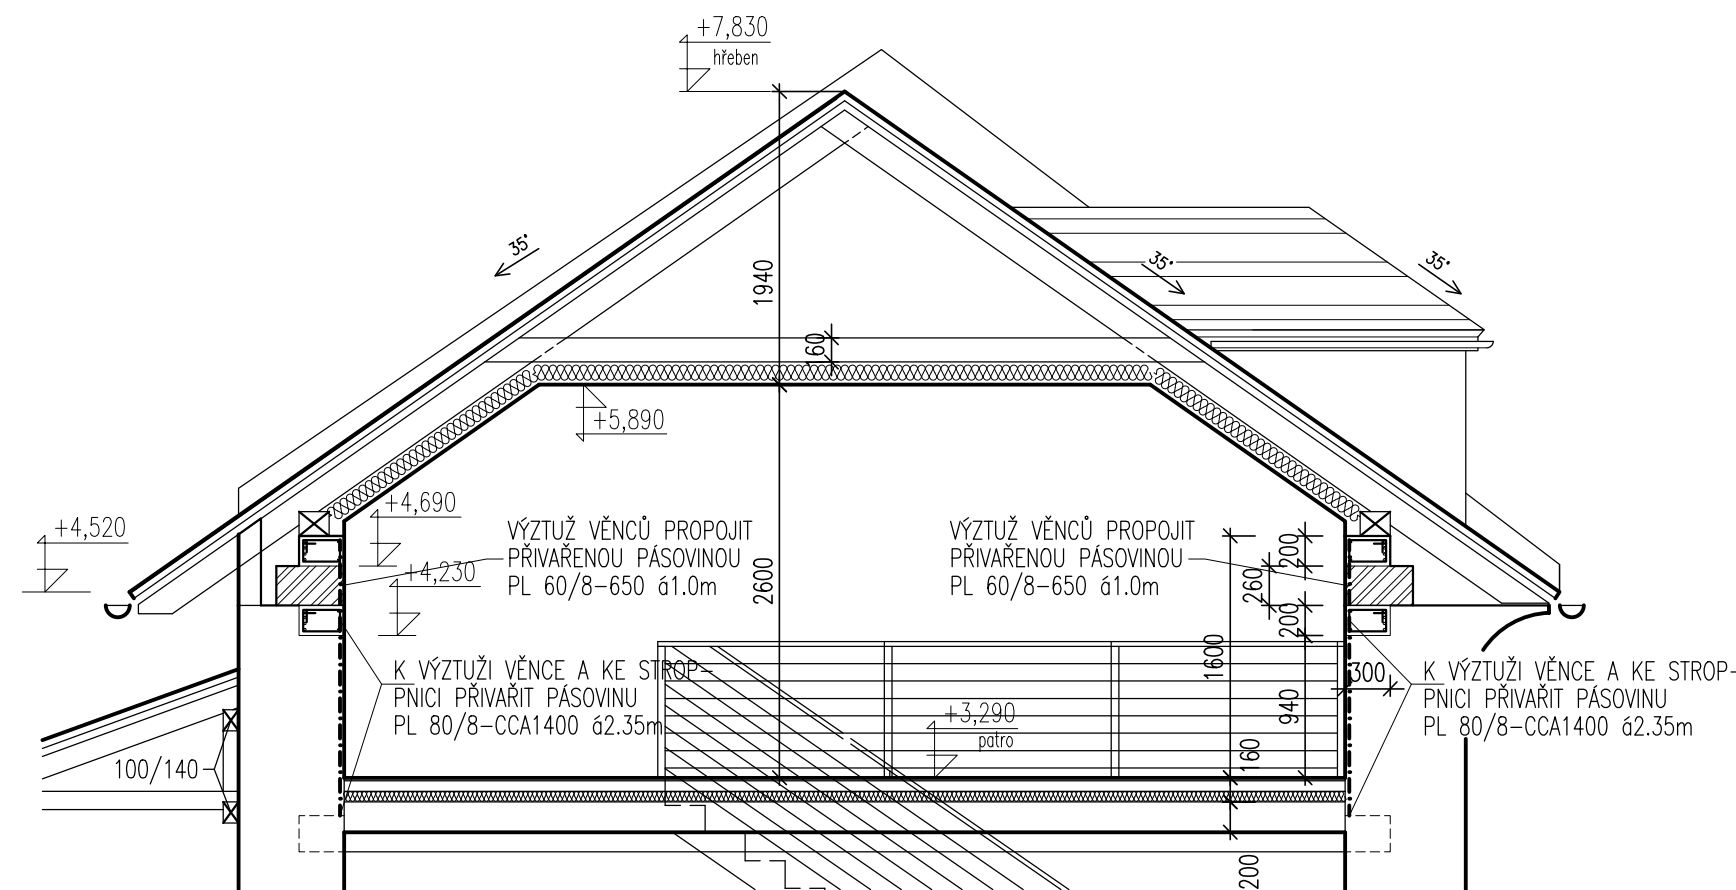 +7,830
hřeben
35°
35°
35°
1940
160
+5,890
+4,520
+4,690
+4,230
VÝZTUŽ VĚNCŮ PROPOJIT
PŘIVAŘENOU PÁSOVINOU
PL 60/8-650 á1.0m
2600
VÝZTUŽ VĚNCŮ PROPOJIT
PŘIVAŘENOU PÁSOVINOU
PL 60/8-650 á1.0m
200
260
200
1600
300
940
K VÝZTUŽI VĚNCE A KE STROP-
PNICI PŘIVAŘIT PÁSOVINU
PL 80/8-CCA1400 á2.35m
K VÝZTUŽI VĚNCE A KE STROP-
PNICI PŘIVAŘIT PÁSOVINU
PL 80/8-CCA1400 á2.35m
+3,290
patro
160
100/140
200